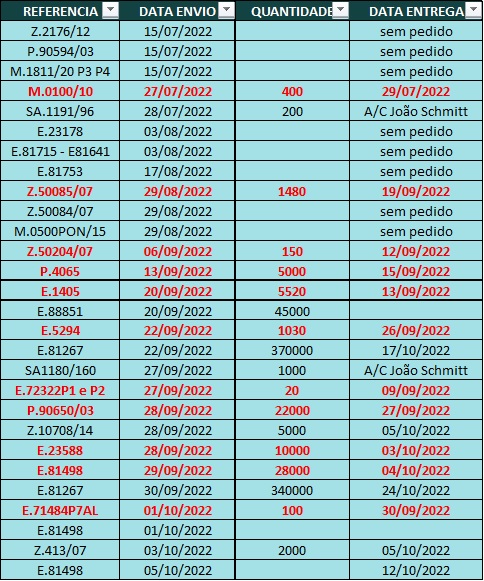 REFERENCIA DATA ENVIO QUANTIDADE DATA ENTREGA
Z.2176/12 15/07/2022 sem pedido
P.90594/03 15/07/2022 sem pedido
M.1811/20 P3 P4 15/07/2022 sem pedido
M.0100/10 27/07/2022 400 29/07/2022
SA.1191/96 28/07/2022 200 A/C João Schmitt
E.23178 03/08/2022 sem pedido
E.81715 - E81641 03/08/2022 sem pedido
E.81753 17/08/2022 sem pedido
Z.50085/07 29/08/2022 1480 19/09/2022
Z.50084/07 29/08/2022 sem pedido
M.0500PON/15 29/08/2022 sem pedido
Z.50204/07 06/09/2022 150 12/09/2022
P.4065 13/09/2022 5000 15/09/2022
E.1405 20/09/2022 5520 13/09/2022
E.88851 20/09/2022 45000
E.5294 22/09/2022 1030 26/09/2022
E.81267 22/09/2022 370000 17/10/2022
SA1180/160 27/09/2022 1000 A/C João Schmitt
E.72322P1 e P2 27/09/2022 20 09/09/2022
P.90650/03 28/09/2022 22000 27/09/2022
Z.10708/14 28/09/2022 5000 05/10/2022
E.23588 28/09/2022 10000 03/10/2022
E.81498 29/09/2022 28000 04/10/2022
E.81267 30/09/2022 340000 24/10/2022
E.71484P7AL 01/10/2022 100 30/09/2022
E.81498 01/10/2022
Z.413/07 03/10/2022 2000 05/10/2022
E.81498 05/10/2022 12/10/2022